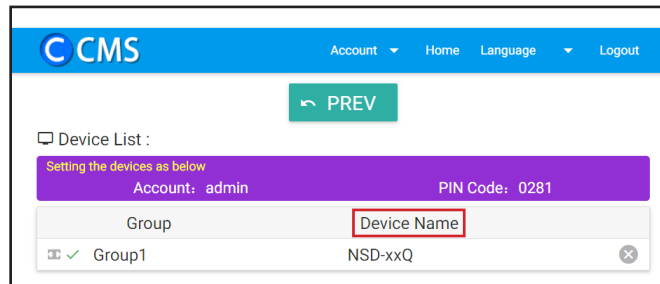 C CMS Account Home Language Logout
PREV
Device List :
Setting the devices as below
Account： admin PIN Code： 0281
Group Device Name
Group1 NSD-xxQ